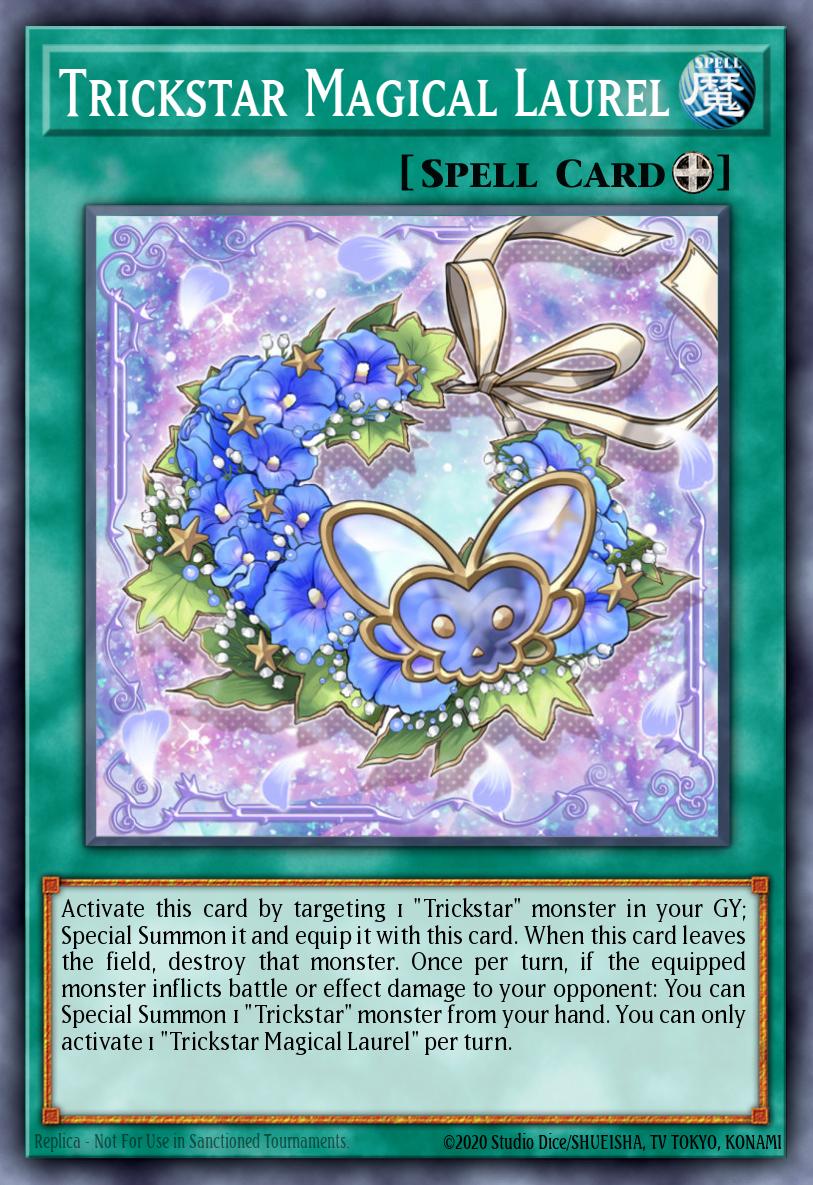 Trickstar Magical Laurel
SPELL
魔
[Spell Card]
Activate this card by targeting 1 "Trickstar" monster in your GY;
Special Summon it and equip it with this card. When this card leaves
the field, destroy that monster. Once per turn, if the equipped
monster inflicts battle or effect damage to your opponent: You can
Special Summon 1 "Trickstar" monster from your hand. You can only
activate 1 "Trickstar Magical Laurel" per turn.
Replica - Not For Use in Sanctioned Tournaments.
©2020 Studio Dice/SHUEISHA, TV TOKYO, KONAMI